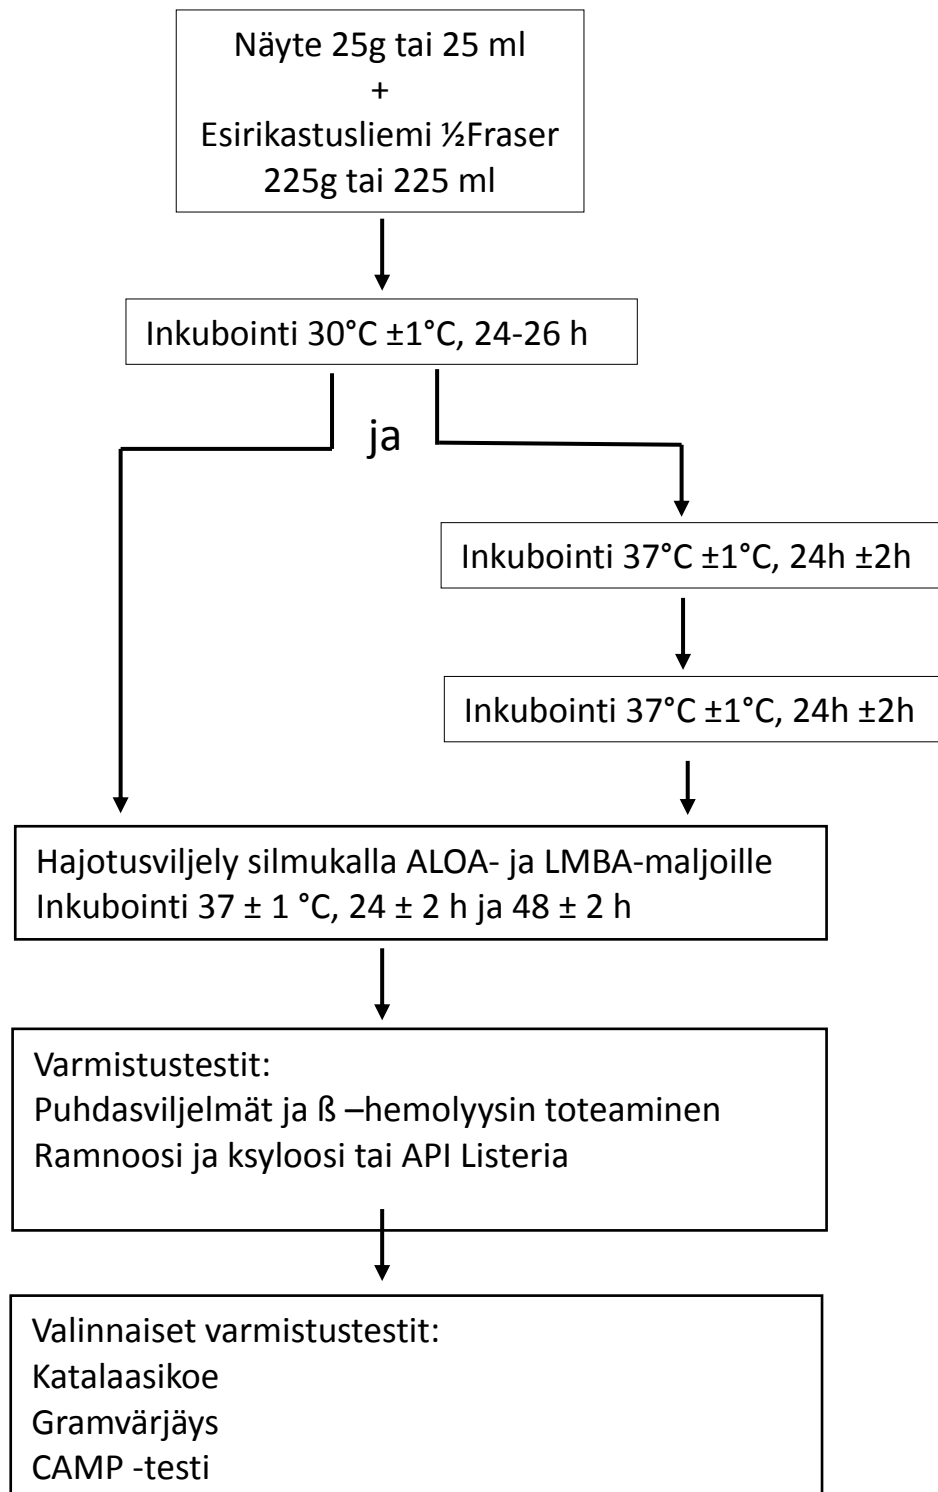 Näyte 25g tai 25 ml
+
Esirikastusliemi ½Fraser
225g tai 225 ml
Inkubointi 30°C ±1°C, 24-26 h
ja
Inkubointi 37°C ±1°C, 24h ±2h
Inkubointi 37°C ±1°C, 24h ±2h
Hajotusviljely silmukalla ALOA- ja LMBA-maljoille
Inkubointi 37 ± 1 °C, 24 ± 2 h ja 48 ± 2 h
Varmistustestit:
Puhdasviljelmät ja ß –hemolyysin toteaminen
Ramnoosi ja ksyloosi tai API Listeria
Valinnaiset varmistustestit:
Katalaasikoe
Gramvärjäys
CAMP -testi